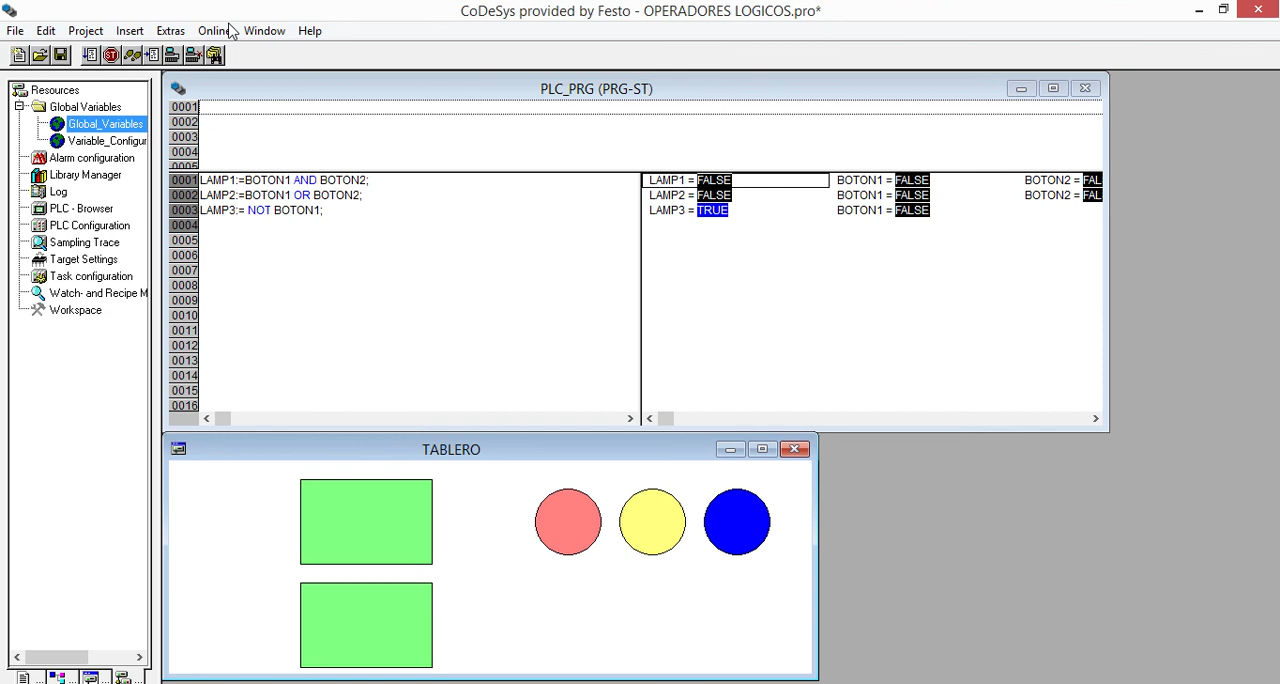 CoDeSys provided by Festo - OPERADORES LOGICOS.pro*
File Edit Project Insert Extras Online Window Help
Resources
Global Variables
Global_Variables
Variable_Configur
Alarm configuration
Library Manager
Log
PLC - Browser
PLC Configuration
Sampling Trace
Target Settings
Task configuration
Watch- and Recipe M
Workspace
PLC_PRG (PRG-ST)
0001
0002
0003
0004
0005
0001 LAMP1:=BOTON1 AND BOTON2; LAMP1 = FALSE BOTON1 = FALSE BOTON2 = FAL
0002 LAMP2:=BOTON1 OR BOTON2; LAMP2 = FALSE BOTON1 = FALSE BOTON2 = FAL
0003 LAMP3:= NOT BOTON1; LAMP3 = TRUE BOTON1 = FALSE
0004
0005
0006
0007
0008
0009
0010
0011
0012
0013
0014
0015
0016
TABLERO